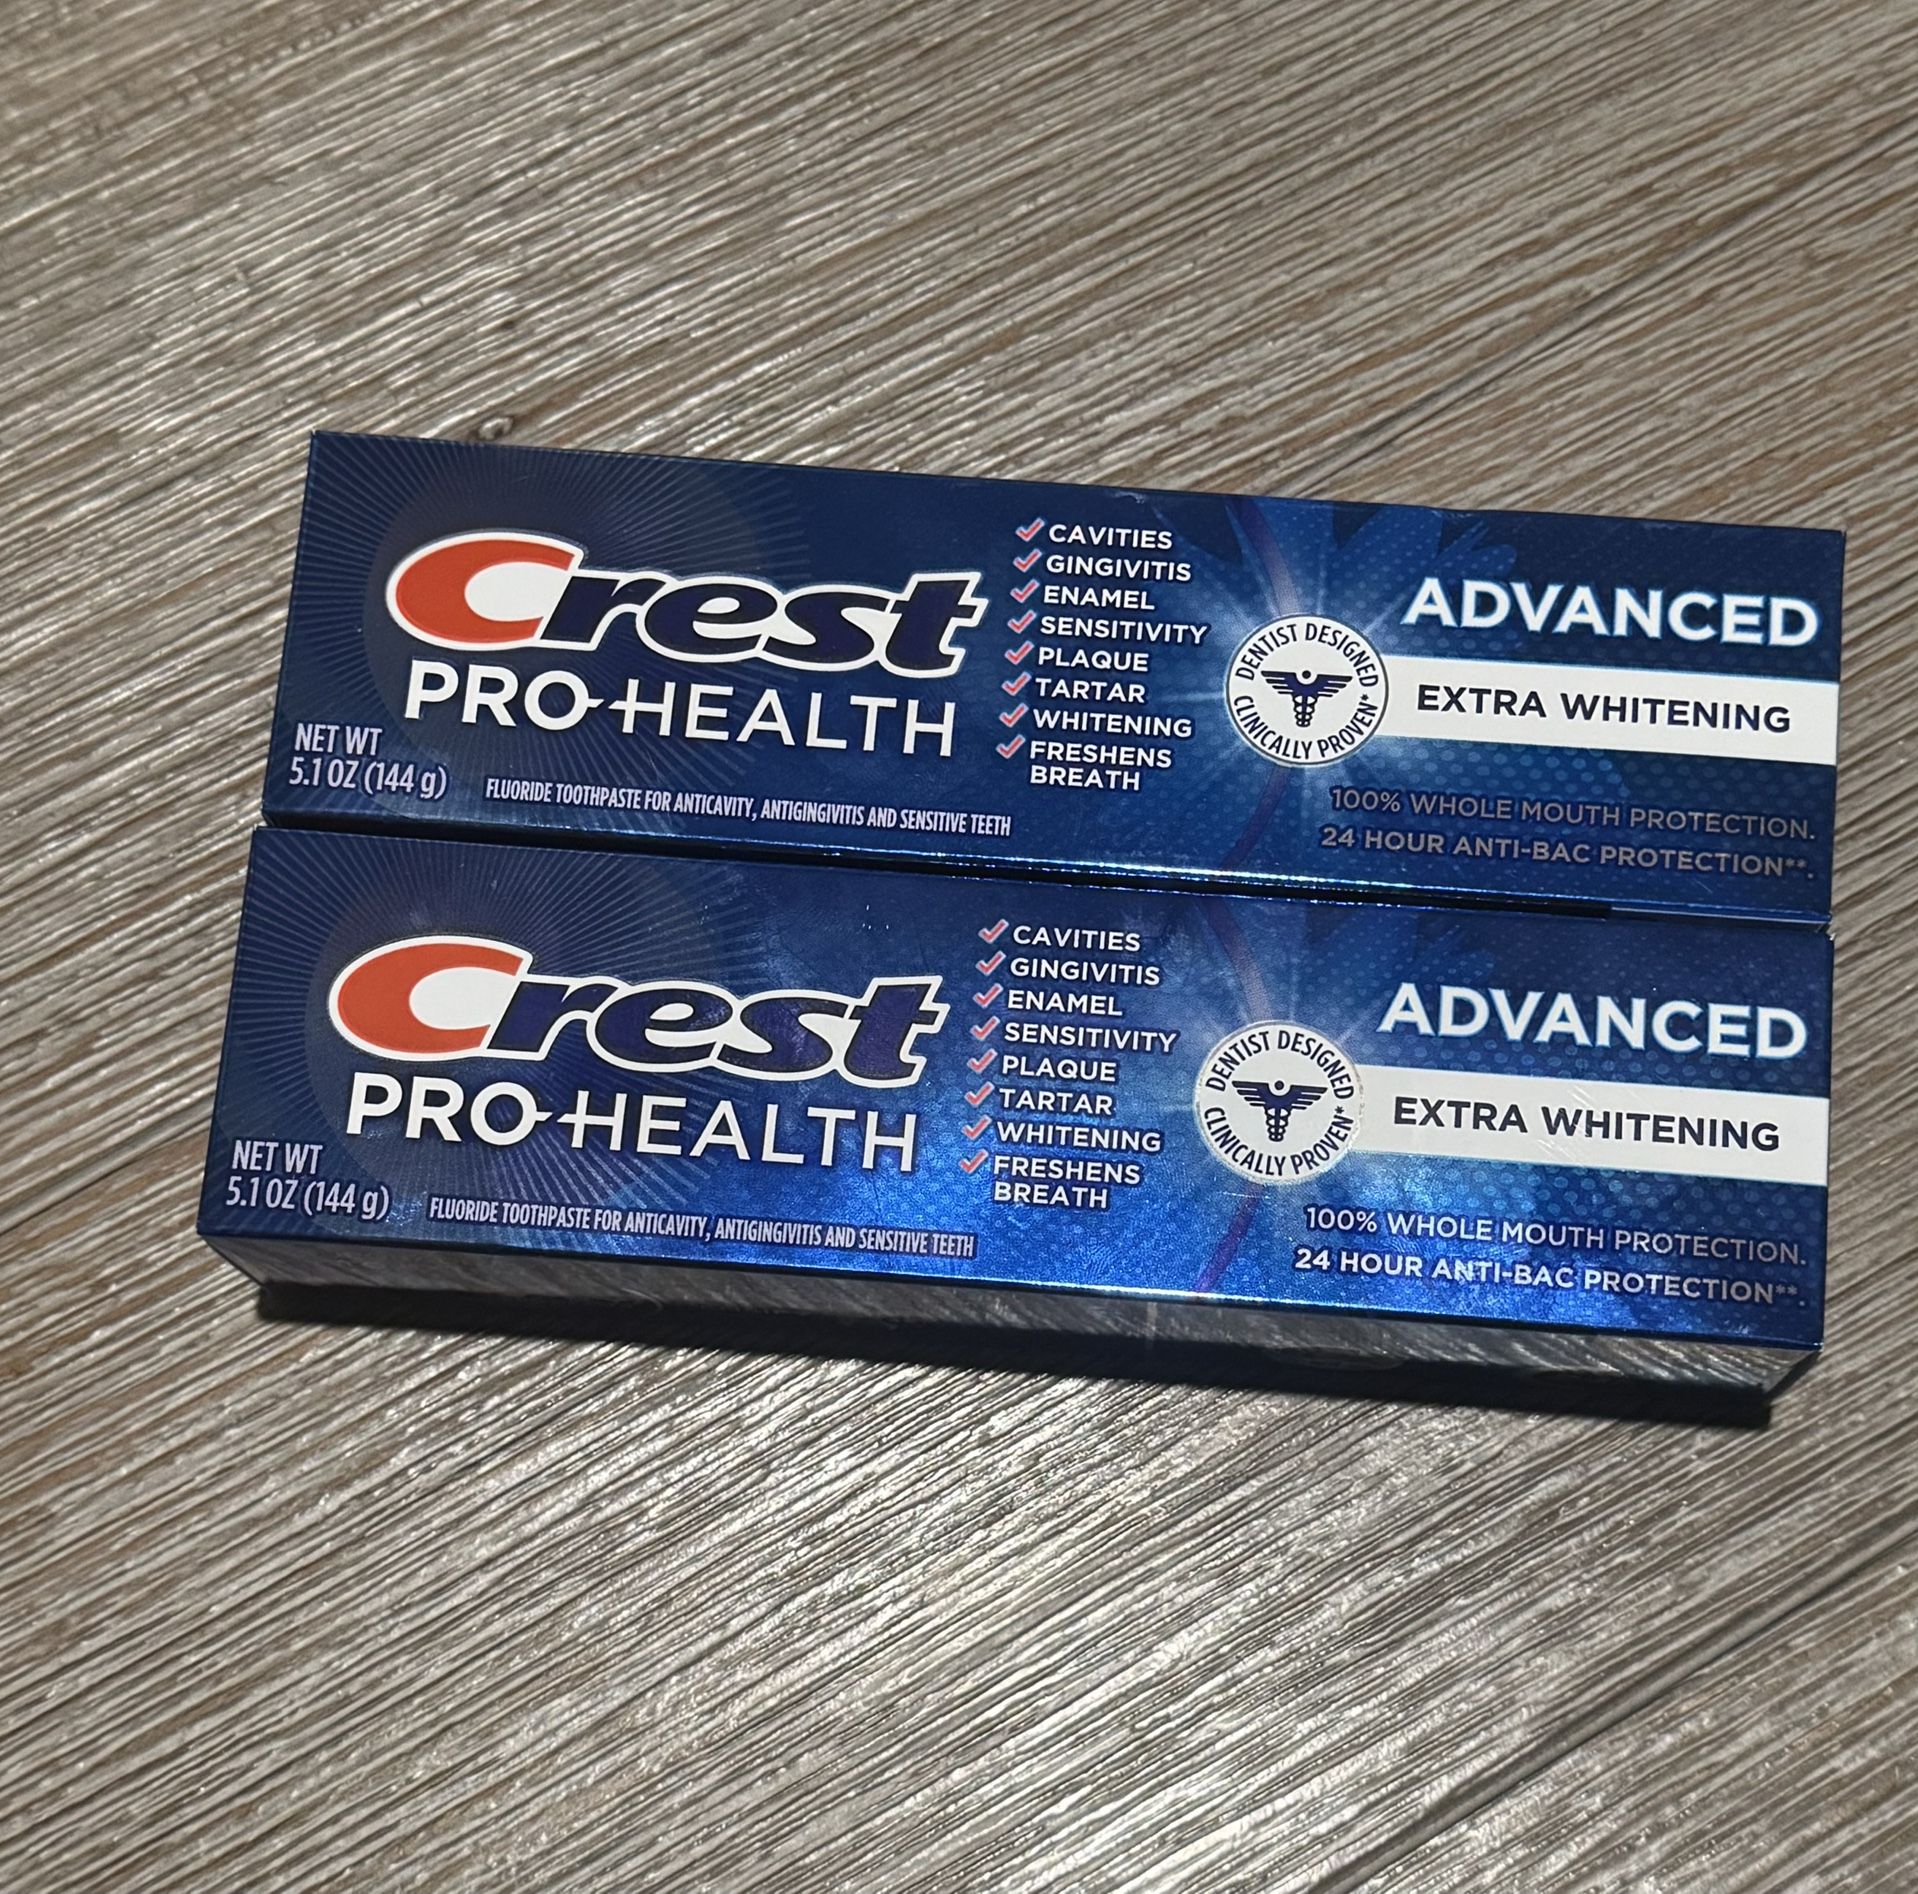 Crest
PRO-HEALTH
NET WT
5.1 OZ (144 g)
FLUORIDE TOOTHPASTE FOR ANTICAVITY, ANTIGINGIVITIS AND SENSITIVE TEETH
CAVITIES
GINGIVITIS
ENAMEL
SENSITIVITY
PLAQUE
TARTAR
WHITENING
FRESHENS
BREATH
DENTIST DESIGNED
CLINICALLY PROVEN*
ADVANCED
EXTRA WHITENING
100% WHOLE MOUTH PROTECTION.
24 HOUR ANTI-BAC PROTECTION**.
Crest
PRO-HEALTH
NET WT
5.1 OZ (144 g)
FLUORIDE TOOTHPASTE FOR ANTICAVITY, ANTIGINGIVITIS AND SENSITIVE TEETH
CAVITIES
GINGIVITIS
ENAMEL
SENSITIVITY
PLAQUE
TARTAR
WHITENING
FRESHENS
BREATH
DENTIST DESIGNED
CLINICALLY PROVEN*
ADVANCED
EXTRA WHITENING
100% WHOLE MOUTH PROTECTION.
24 HOUR ANTI-BAC PROTECTION**.